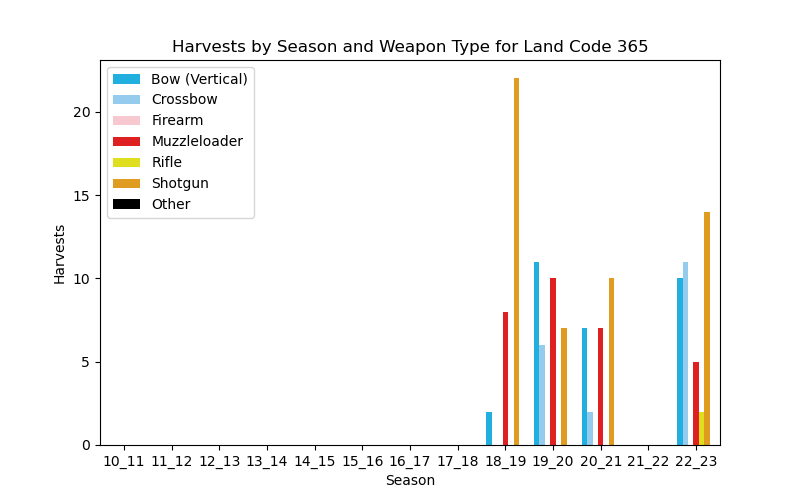 Harvests by Season and Weapon Type for Land Code 365
Bow (Vertical)
Crossbow
Firearm
Muzzleloader
Rifle
Shotgun
Other
20
15
10
5
0
Harvests
10_11 11_12 12_13 13_14 14_15 15_16 16_17 17_18 18_19 19_20 20_21 21_22 22_23
Season